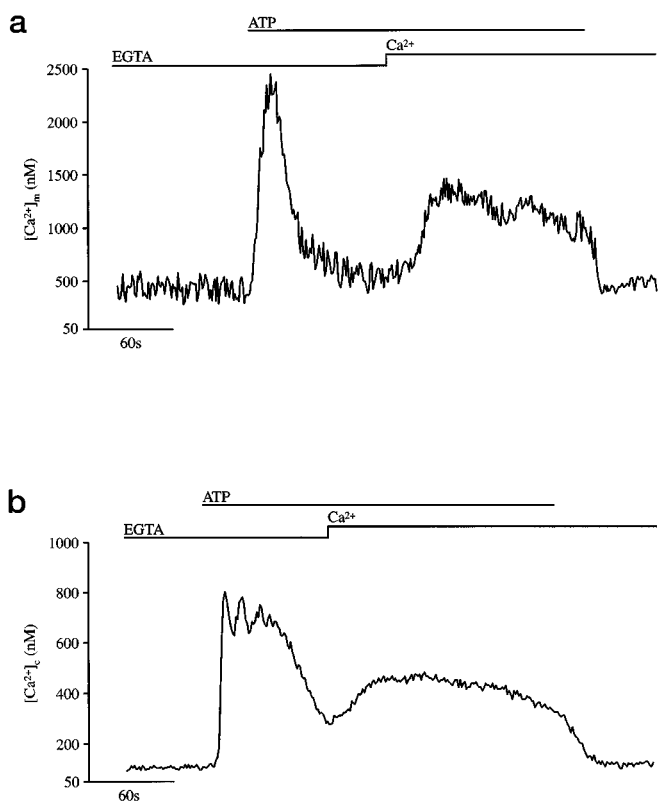 a
ATP
EGTA
Ca²⁺
2500
2000
1500
1000
500
50
[Ca²⁺]ₘ (nM)
60s
b
ATP
EGTA
Ca²⁺
1000
800
600
400
200
50
[Ca²⁺]c (nM)
60s